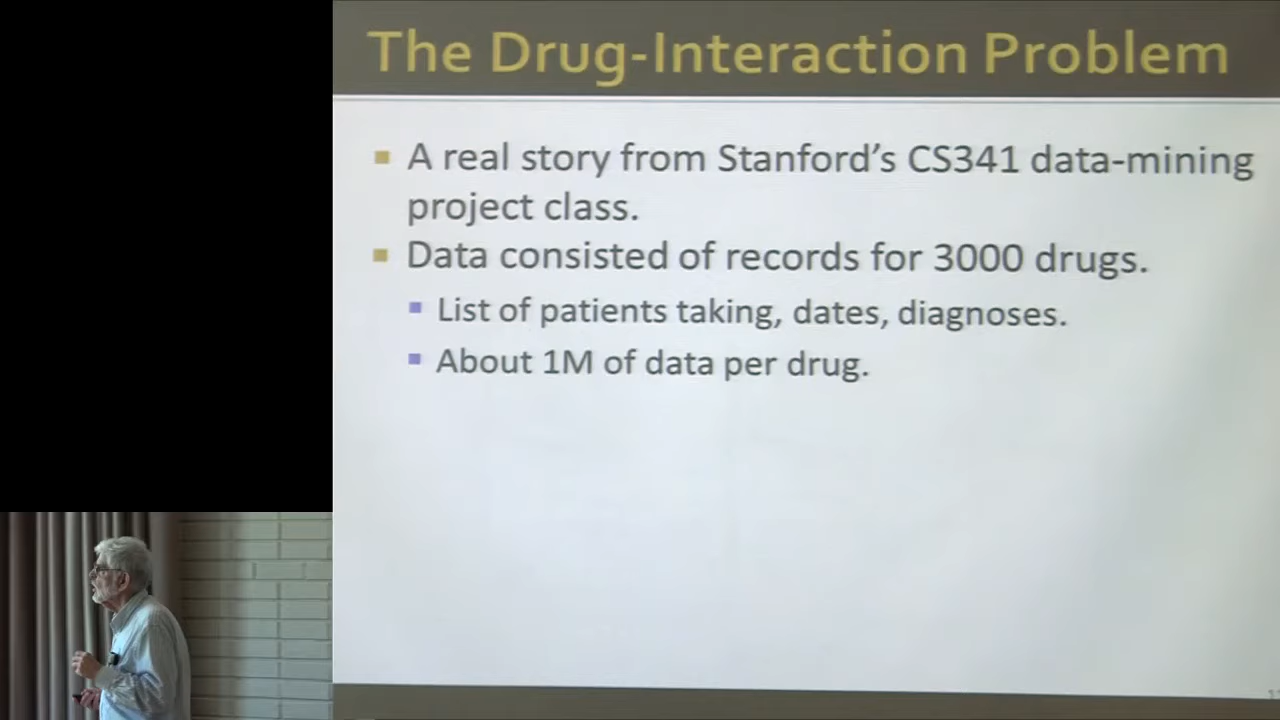 The Drug-Interaction Problem
A real story from Stanford's CS341 data-mining
project class.
Data consisted of records for 3000 drugs.
List of patients taking, dates, diagnoses.
About 1M of data per drug.